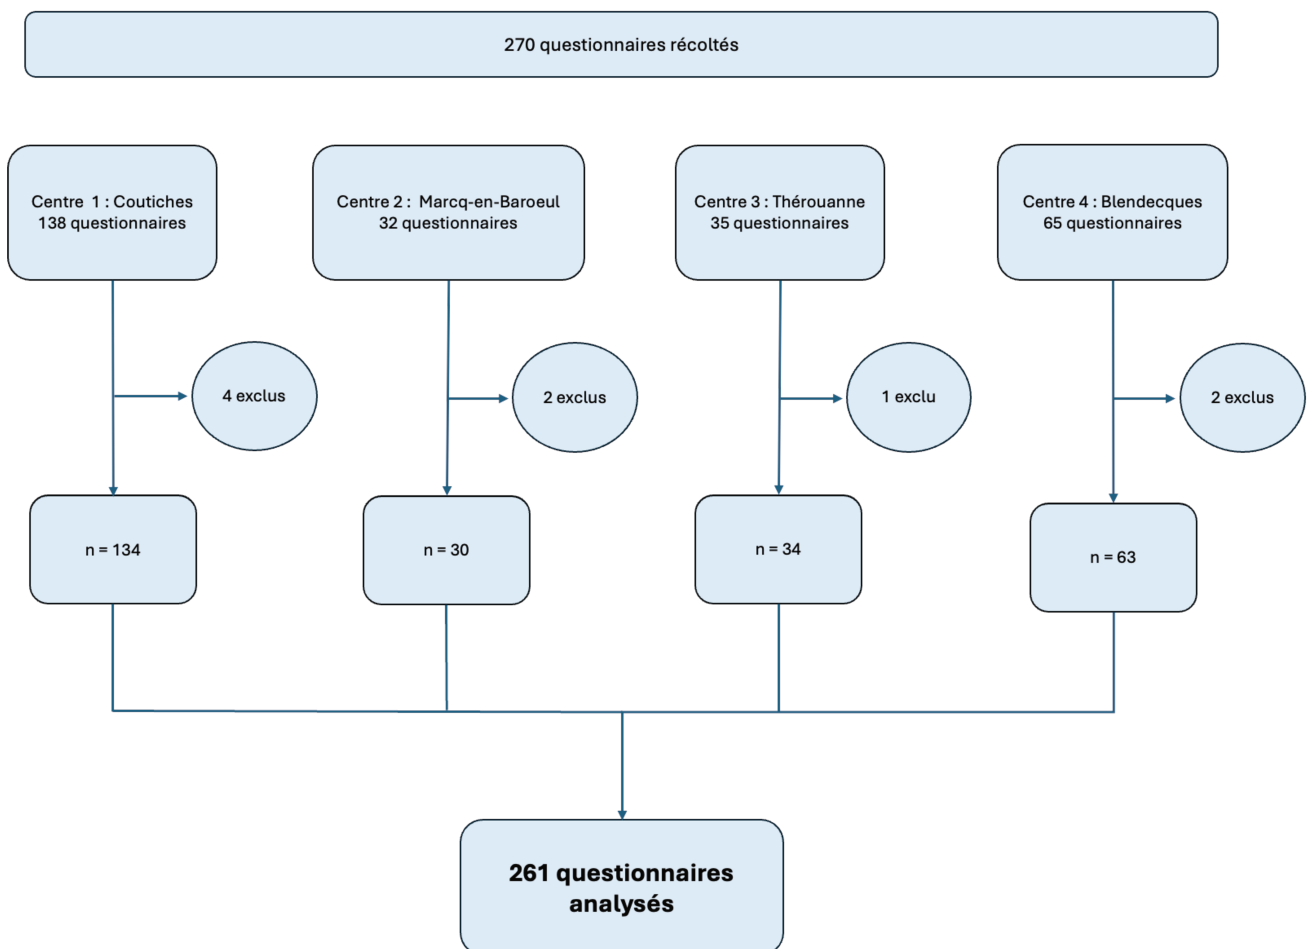 270 questionnaires récoltés
Centre 1 : Coutiches
138 questionnaires
Centre 2 : Marcq-en-Baroeul
32 questionnaires
Centre 3 : Thérouanne
35 questionnaires
Centre 4 : Blendecques
65 questionnaires
4 exclus
2 exclus
1 exclu
2 exclus
n = 134
n = 30
n = 34
n = 63
261 questionnaires
analysés